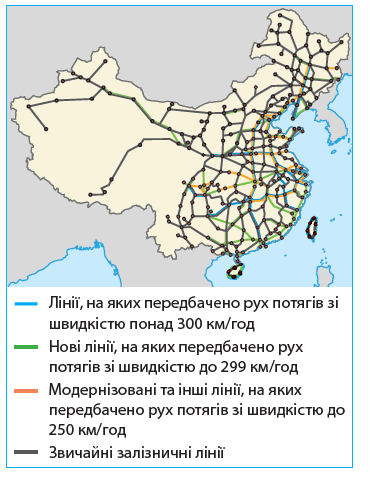 Лінії, на яких передбачено рух потягів зі
швидкістю понад 300 км/год
Нові лінії, на яких передбачено рух
потягів зі швидкістю до 299 км/год
Модернізовані та інші лінії, на яких
передбачено рух потягів зі швидкістю до
250 км/год
Звичайні залізничні лінії